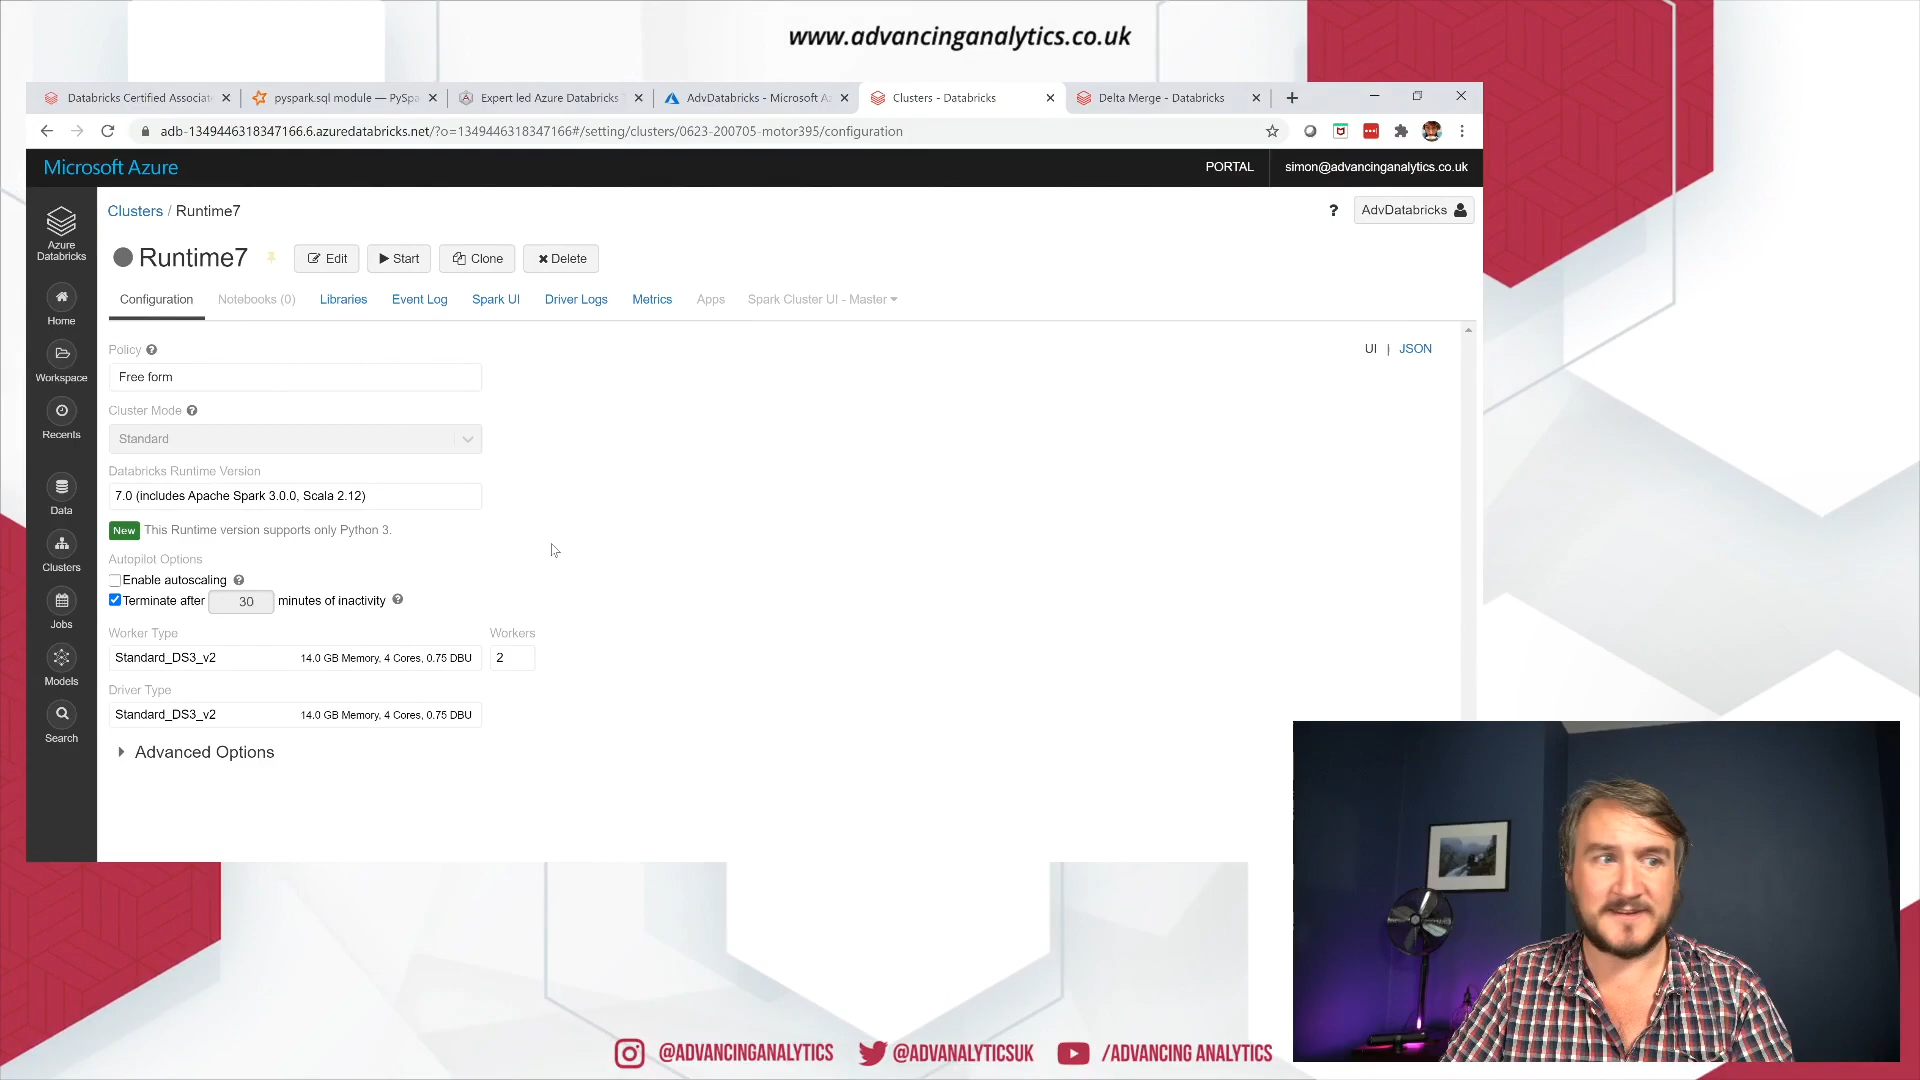 www.advancinganalytics.co.uk
Databricks Certified Associat
pyspark.sql module — PySpa
Expert led Azure Databricks T
AdvDatabricks - Microsoft Az
Clusters - Databricks
Delta Merge - Databricks
adb-1349446318347166.6.azuredatabricks.net/?o=1349446318347166#/setting/clusters/0623-200705-motor395/configuration
Microsoft Azure
PORTAL
simon@advancinganalytics.co.uk
Azure Databricks
Home
Workspace
Recents
Data
Clusters
Jobs
Models
Search
Clusters / Runtime7
? AdvDatabricks
Runtime7
Edit
Start
Clone
Delete
Configuration
Notebooks (0)
Libraries
Event Log
Spark UI
Driver Logs
Metrics
Apps
Spark Cluster UI - Master
UI | JSON
Policy ?
Free form
Cluster Mode ?
Standard
Databricks Runtime Version
7.0 (includes Apache Spark 3.0.0, Scala 2.12)
New This Runtime version supports only Python 3.
Autopilot Options
Enable autoscaling ?
Terminate after 30 minutes of inactivity ?
Worker Type
Workers
Standard_DS3_v2 14.0 GB Memory, 4 Cores, 0.75 DBU
2
Driver Type
Standard_DS3_v2 14.0 GB Memory, 4 Cores, 0.75 DBU
Advanced Options
@ADVANCINGANALYTICS
@ADVANALYTICSUK
/ADVANCING ANALYTICS